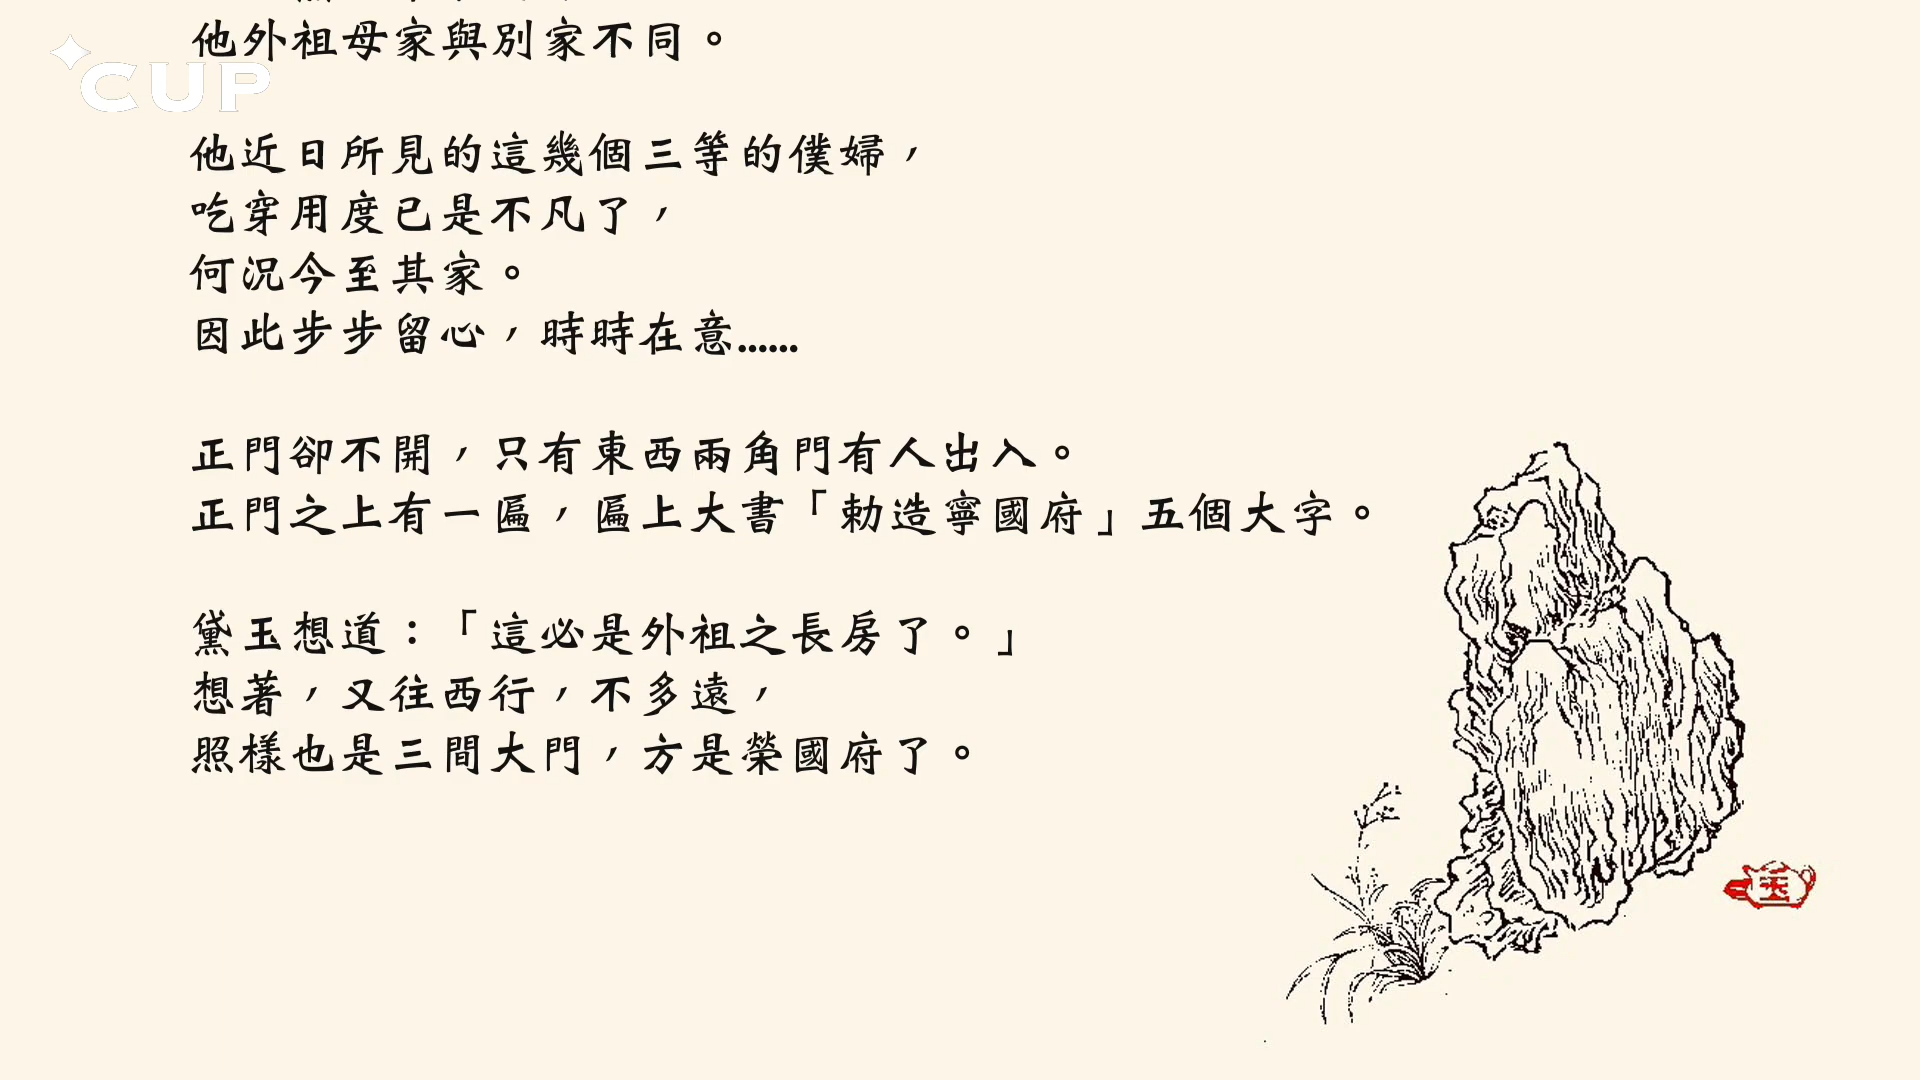 他外祖母家與別家不同。
CUP
他近日所見的這幾個三等的僕婦，
吃穿用度已是不凡了，
何況今至其家。
因此步步留心，時時在意......
正門卻不開，只有東西兩角門有人出入。
正門之上有一匾，匾上大書「勅造寧國府」五個大字。
黛玉想道：「這必是外祖之長房了。」
想著，又往西行，不多遠，
照樣也是三間大門，方是榮國府了。